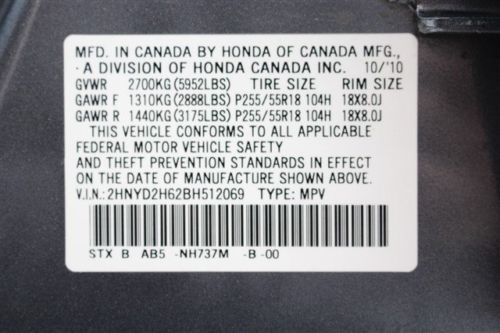 MFD. IN CANADA BY HONDA OF CANADA MFG.,
A DIVISION OF HONDA CANADA INC. 10/'10
GVWR 2700KG (5952LBS) TIRE SIZE RIM SIZE
GAWR F 1310KG (2888LBS) P255/55R18 104H 18X8.0J
GAWR R 1440KG (3175LBS) P255/55R18 104H 18X8.0J
THIS VEHICLE CONFORMS TO ALL APPLICABLE
FEDERAL MOTOR VEHICLE SAFETY
AND THEFT PREVENTION STANDARDS IN EFFECT
ON THE DATE OF MANUFACTURE SHOWN ABOVE.
V.I.N.:2HNYD2H62BH512069 TYPE: MPV
STX B AB5 -NH737M -B -00